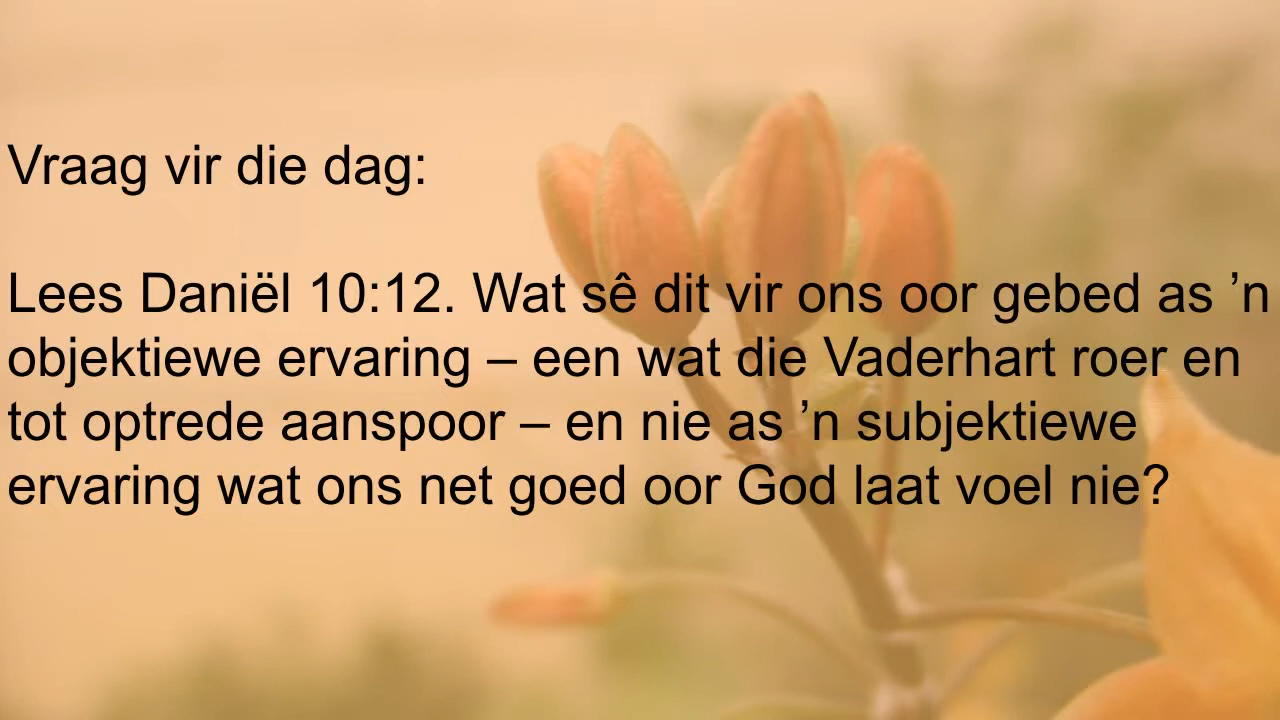 Vraag vir die dag:
Lees Daniël 10:12. Wat sê dit vir ons oor gebed as ’n
objektiewe ervaring – een wat die Vaderhart roer en
tot optrede aanspoor – en nie as ’n subjektiewe
ervaring wat ons net goed oor God laat voel nie?